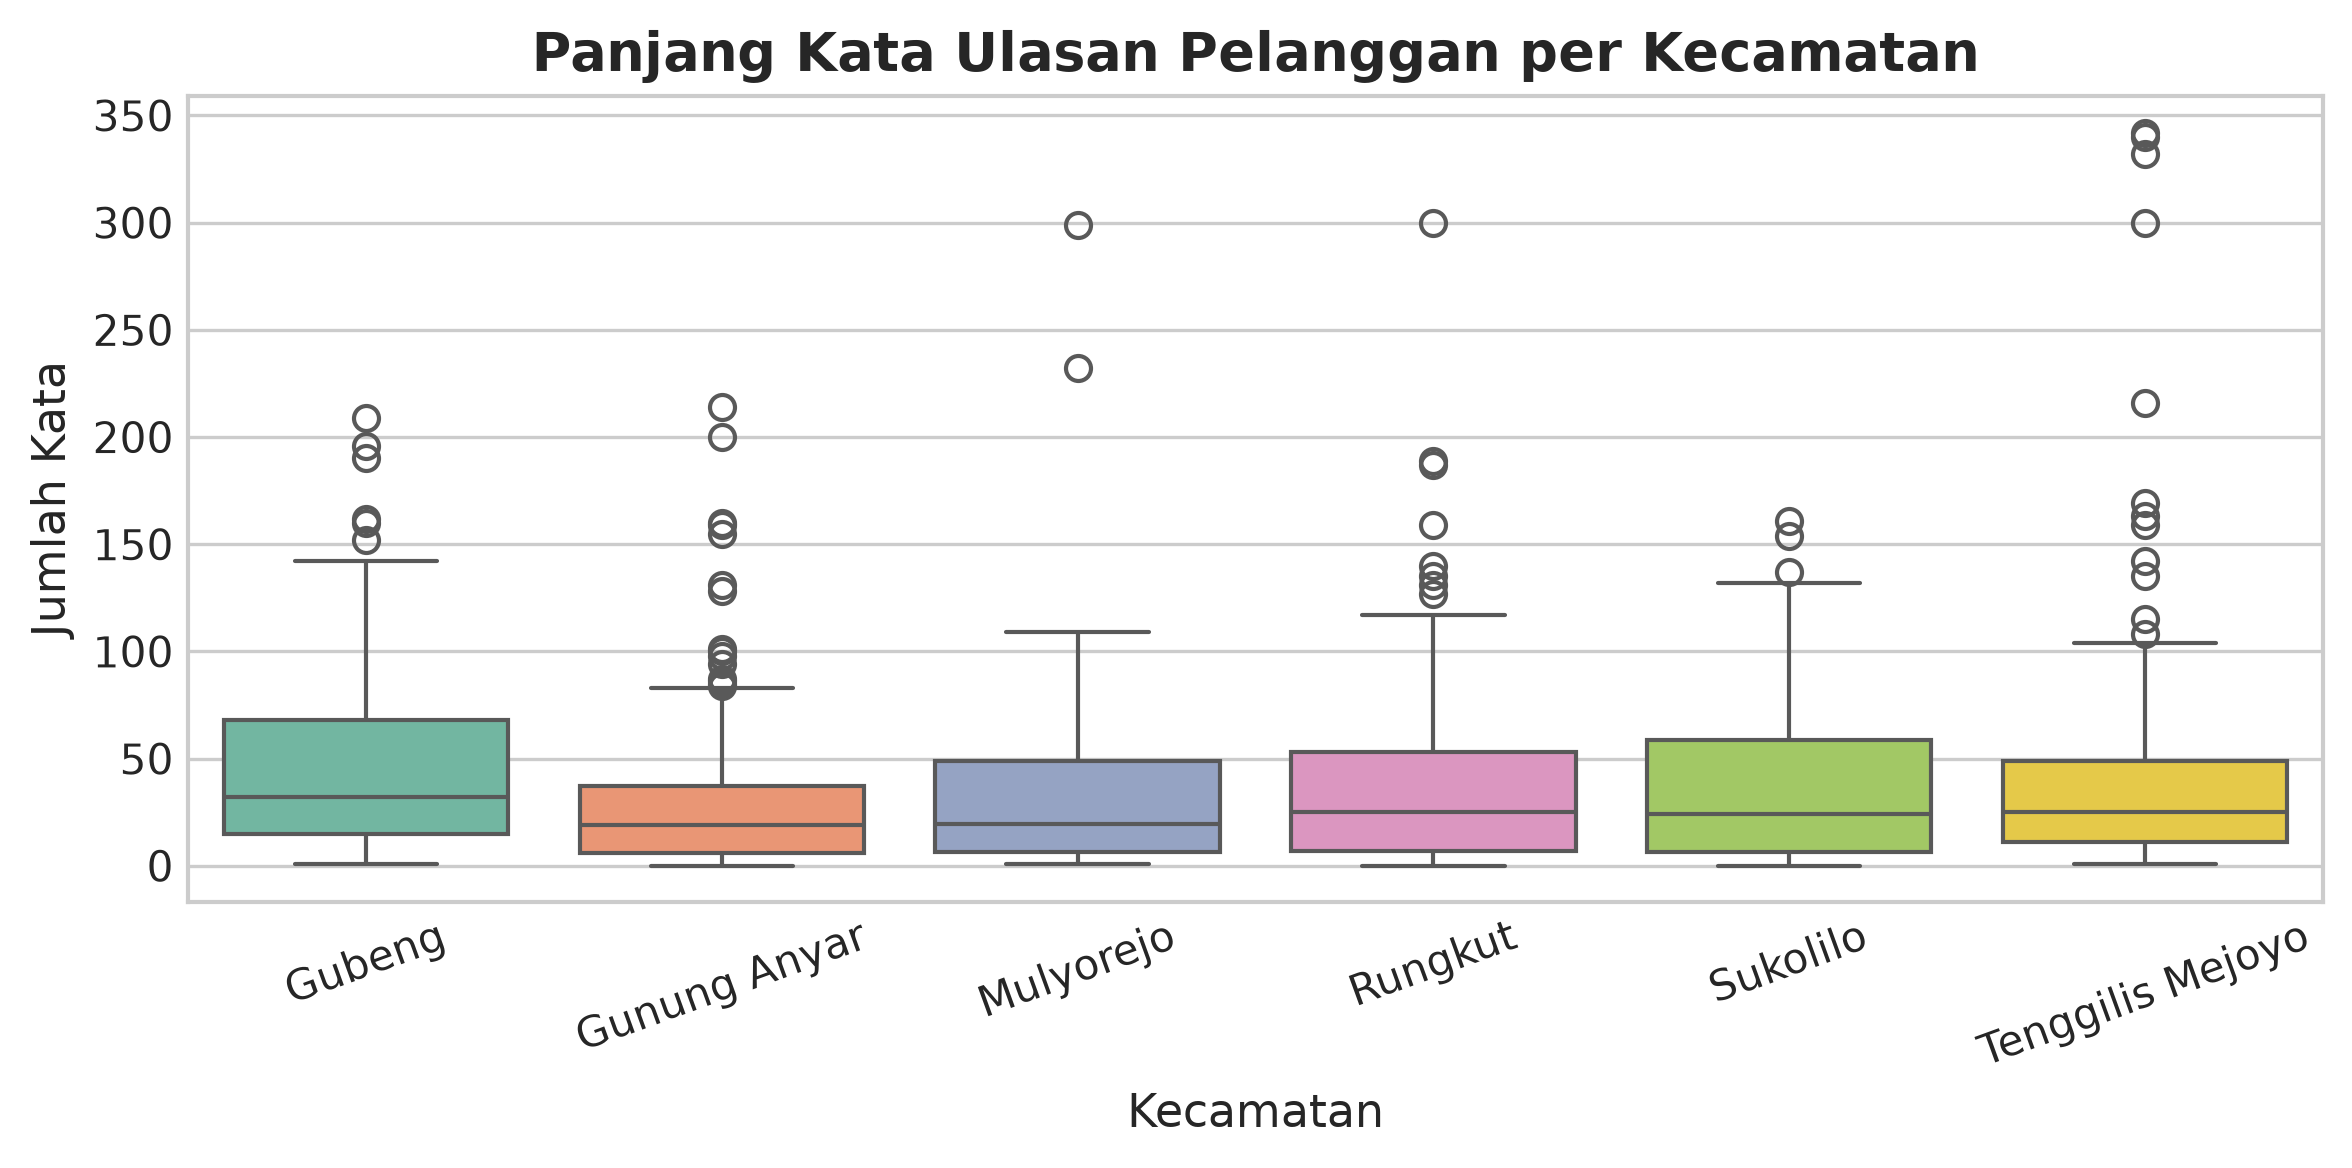 Panjang Kata Ulasan Pelanggan per Kecamatan
Jumlah Kata
350
300
250
200
150
100
50
0
Gubeng
Gunung Anyar
Mulyorejo
Rungkut
Sukolilo
Tenggilis Mejoyo
Kecamatan